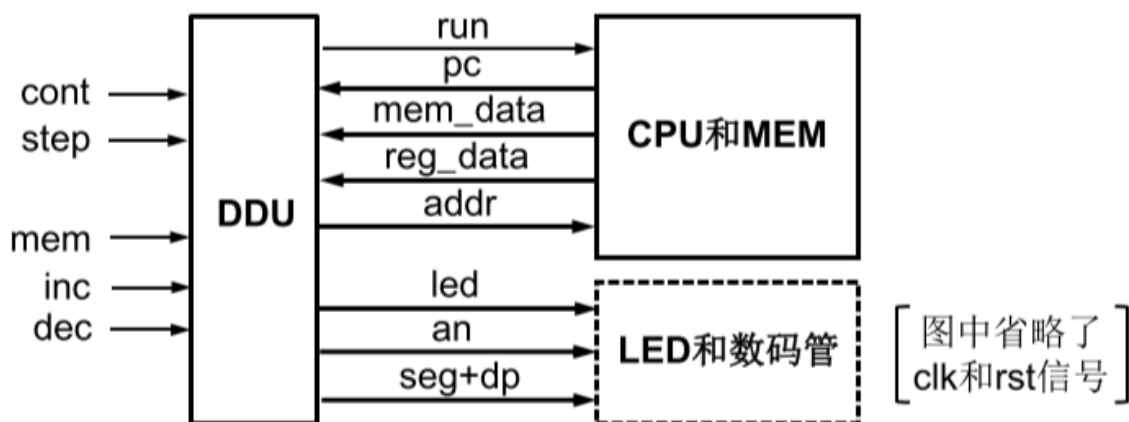 cont
step
mem
inc
dec
DDU
run
pc
mem_data
reg_data
addr
led
an
seg+dp
CPU和MEM
LED和数码管
图中省略了
clk和rst信号